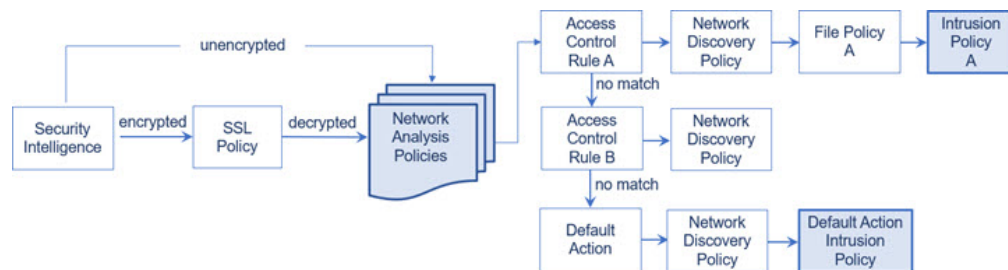 unencrypted
Security
Intelligence
encrypted
SSL
Policy
decrypted
Network
Analysis
Policies
Access
Control
Rule A
Network
Discovery
Policy
File Policy
A
Intrusion
Policy
A
no match
Access
Control
Rule B
Network
Discovery
Policy
no match
Default
Action
Network
Discovery
Policy
Default Action
Intrusion
Policy